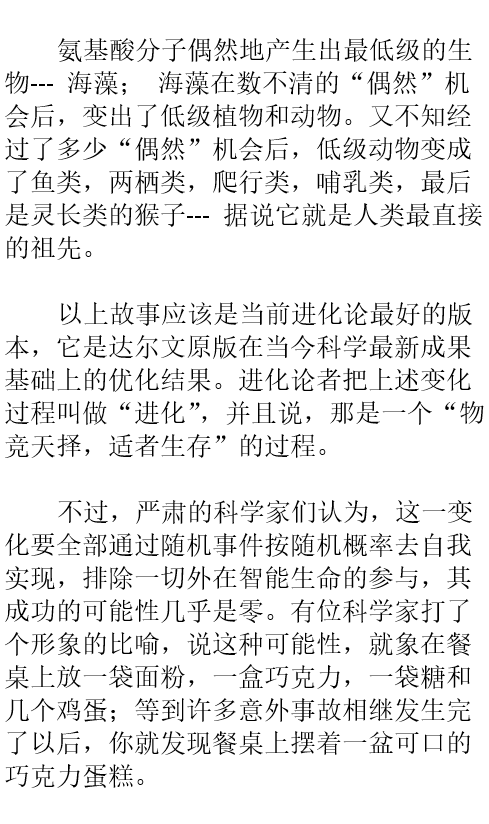 氨基酸分子偶然地产生出最低级的生
物--- 海藻； 海藻在数不清的“偶然”机
会后，变出了低级植物和动物。又不知经
过了多少“偶然”机会后，低级动物变成
了鱼类，两栖类，爬行类，哺乳类，最后
是灵长类的猴子--- 据说它就是人类最直接
的祖先。
以上故事应该是当前进化论最好的版
本，它是达尔文原版在当今科学最新成果
基础上的优化结果。进化论者把上述变化
过程叫做“进化”，并且说，那是一个“物
竞天择，适者生存”的过程。
不过，严肃的科学家们认为，这一变
化要全部通过随机事件按随机概率去自我
实现，排除一切外在智能生命的参与，其
成功的可能性几乎是零。有位科学家打了
个形象的比喻，说这种可能性，就象在餐
桌上放一袋面粉，一盒巧克力，一袋糖和
几个鸡蛋；等到许多意外事故相继发生完
了以后，你就发现餐桌上摆着一盆可口的
巧克力蛋糕。